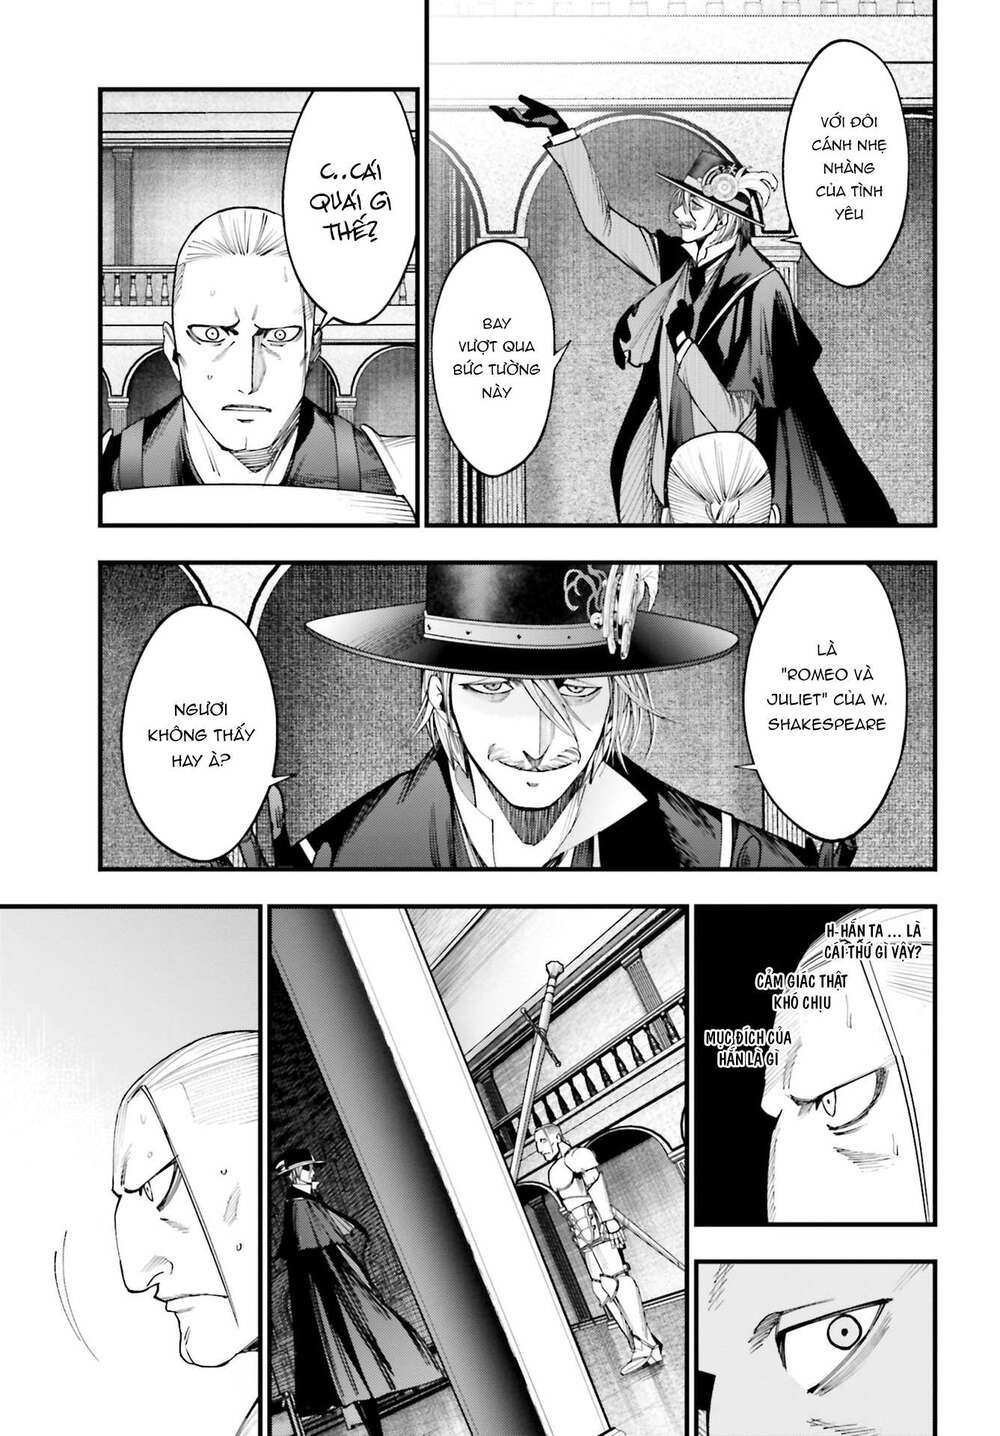 VỚI ĐÔI
CÁNH NHẸ
NHÀNG
CỦA TÌNH
YÊU
BAY
VƯỢT QUA
BỨC TƯỜNG
NÀY
C..CÁI
QUÁI GÌ
THẾ?
LÀ
"ROMEO VÀ
JULIET" CỦA W.
SHAKESPEARE
NGƯƠI
KHÔNG THẤY
HAY À?
H-HẮN TA ... LÀ
CÁI THỨ GÌ VẬY?
CẢM GIÁC THẬT
KHÓ CHỊU
MỤC ĐÍCH CỦA
HẮN LÀ GÌ